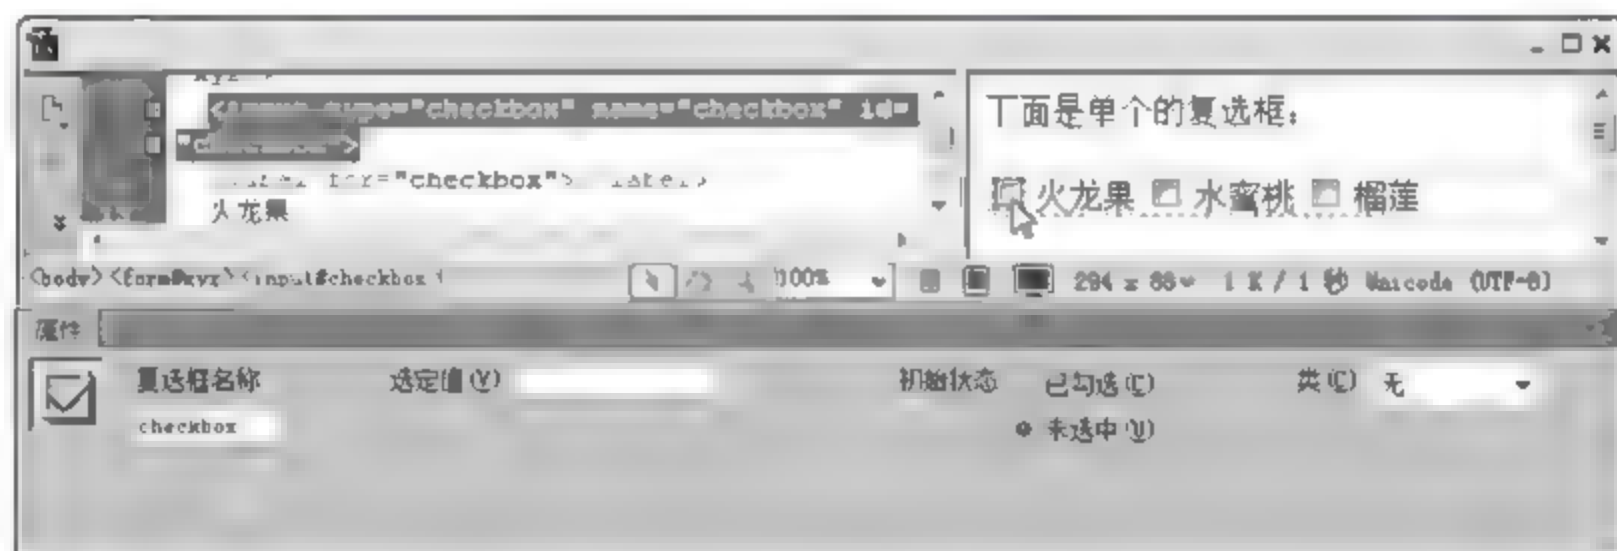 type="checkbox" name="checkbox" id=
下面是单个的复选框：
for="checkbox">
火龙果
火龙果 水蜜桃 榴莲
<body><form#xyz><input#checkbox
100%
294 x 88 1 K / 1 秒 Unicode (UTF-8)
属性
复选框名称 选定值(V) 初始状态 已勾选(C) 类(C) 无
checkbox 未选中(U)